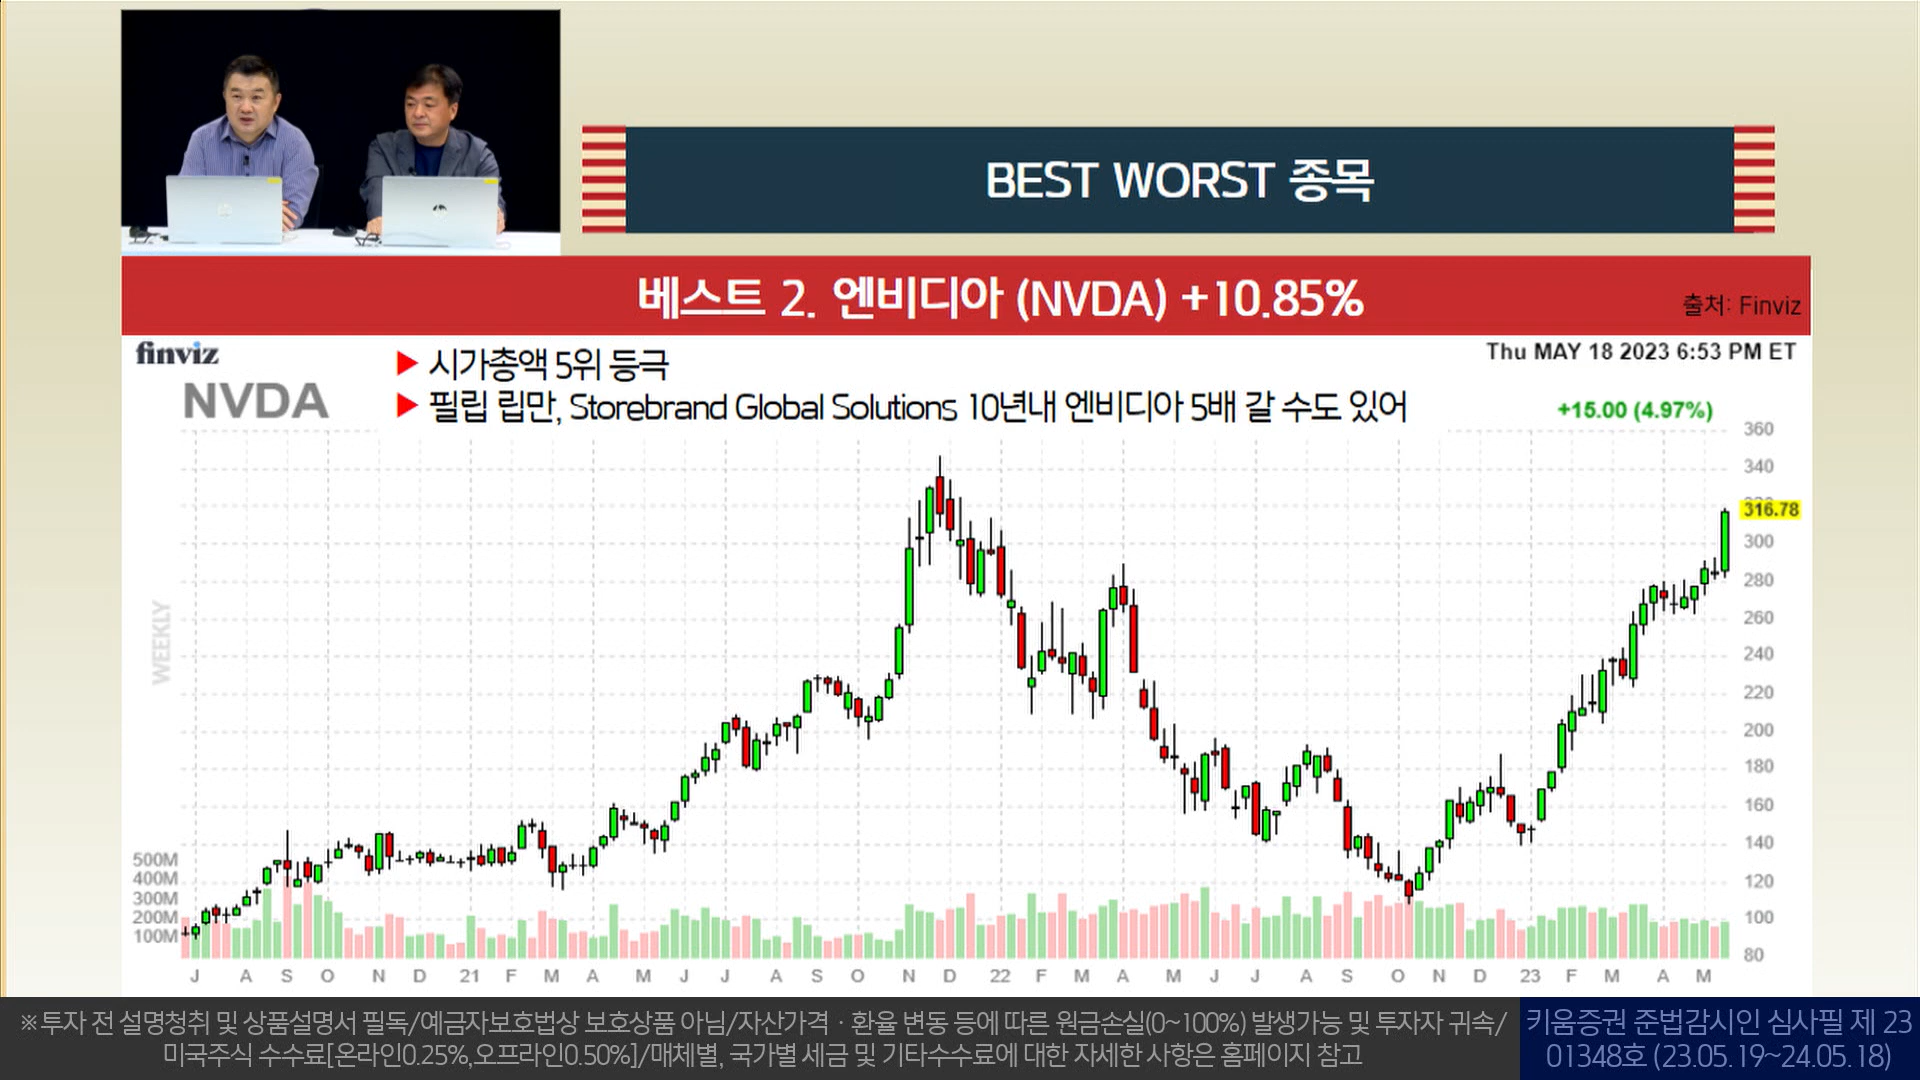 BEST WORST 종목
베스트 2. 엔비디아 (NVDA) +10.85%
출처: Finviz
finviz
▶ 시가총액 5위 등극
Thu MAY 18 2023 6:53 PM ET
NVDA
▶ 필립 립만, Storebrand Global Solutions 10년내 엔비디아 5배 갈 수도 있어
+15.00 (4.97%)
360
340
316.78
300
280
260
240
220
200
180
160
140
120
100
80
WEEKLY
500M
400M
300M
200M
100M
J A S O N D 21 F M A M J J A S O N D 22 F M A M J J A S O N D 23 F M A M
※투자 전 설명청취 및 상품설명서 필독/예금자보호법상 보호상품 아님/자산가격 · 환율 변동 등에 따른 원금손실(0~100%) 발생가능 및 투자자 귀속/
미국주식 수수료[온라인0.25%,오프라인0.50%]/매체별, 국가별 세금 및 기타수수료에 대한 자세한 사항은 홈페이지 참고
키움증권 준법감시인 심사필 제 23
01348호 (23.05.19~24.05.18)